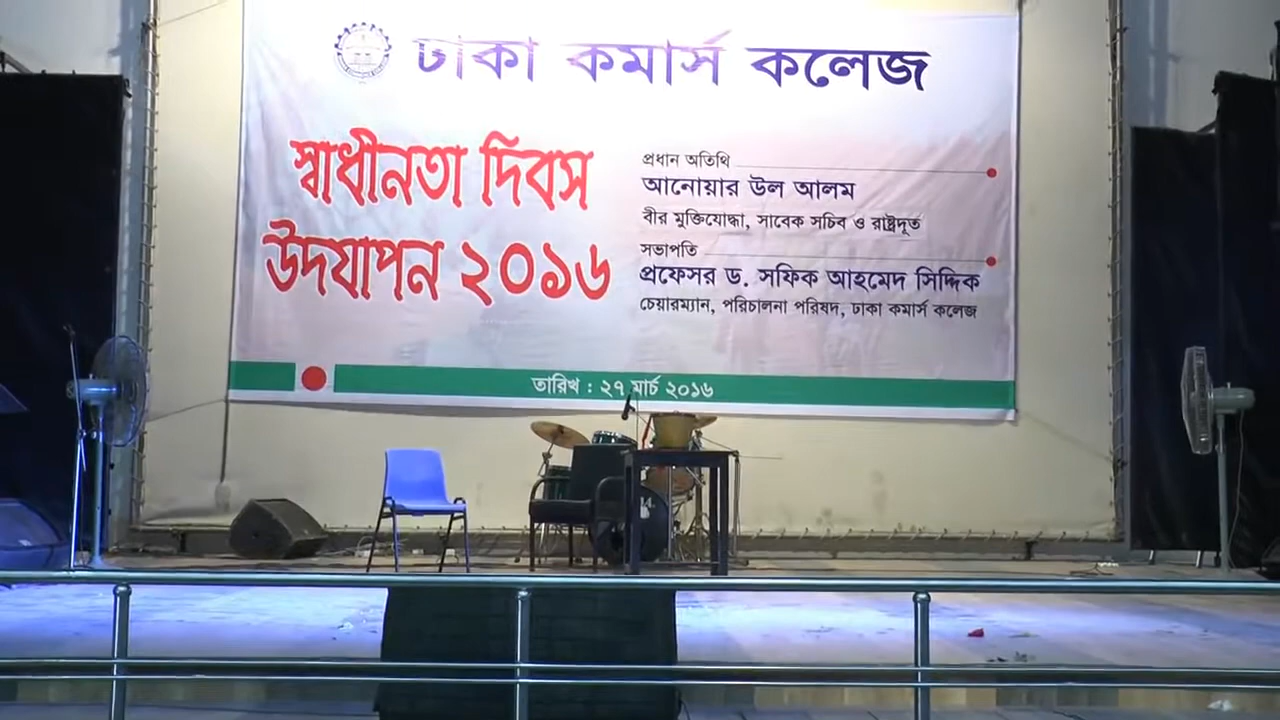 ঢাকা কমার্স কলেজ
স্বাধীনতা দিবস
উদযাপন ২০১৬
প্রধান অতিথি
আনোয়ার উল আলম
বীর মুক্তিযোদ্ধা, সাবেক সচিব ও রাষ্ট্রদূত
সভাপতি
প্রফেসর ড. সফিক আহমেদ সিদ্দিক
চেয়ারম্যান, পরিচালনা পরিষদ, ঢাকা কমার্স কলেজ
তারিখ : ২৭ মার্চ ২০১৬